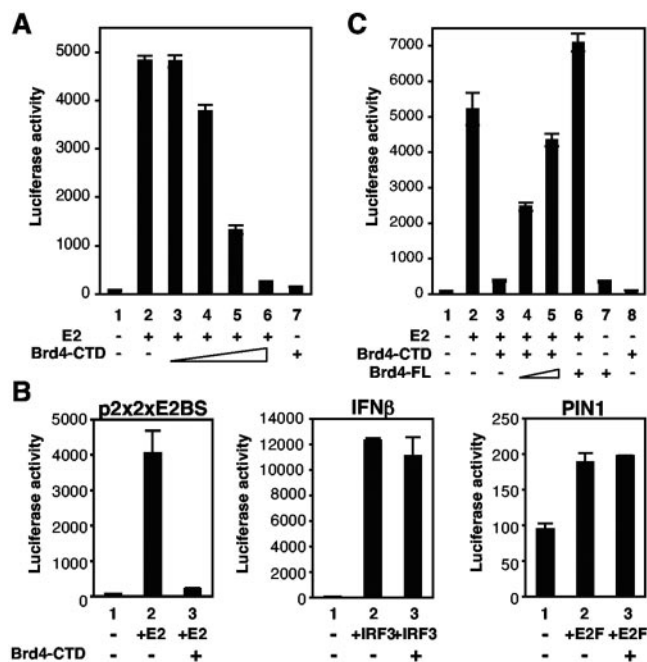 A
Luciferase activity
5000
4000
3000
2000
1000
0
1 2 3 4 5 6 7
E2 - + + + + + -
Brd4-CTD - - +
C
Luciferase activity
7000
6000
5000
4000
3000
2000
1000
0
1 2 3 4 5 6 7 8
E2 - + + + + + - -
Brd4-CTD - - + + + - - +
Brd4-FL - - - + + -
B
p2x2xE2BS
Luciferase activity
5000
4000
3000
2000
1000
0
1 2 3
- +E2 +E2
Brd4-CTD - - +
IFNβ
Luciferase activity
14000
12000
10000
8000
6000
4000
2000
0
1 2 3
- +IRF3+IRF3
- - +
PIN1
Luciferase activity
250
200
150
100
50
0
1 2 3
- +E2F +E2F
- - +